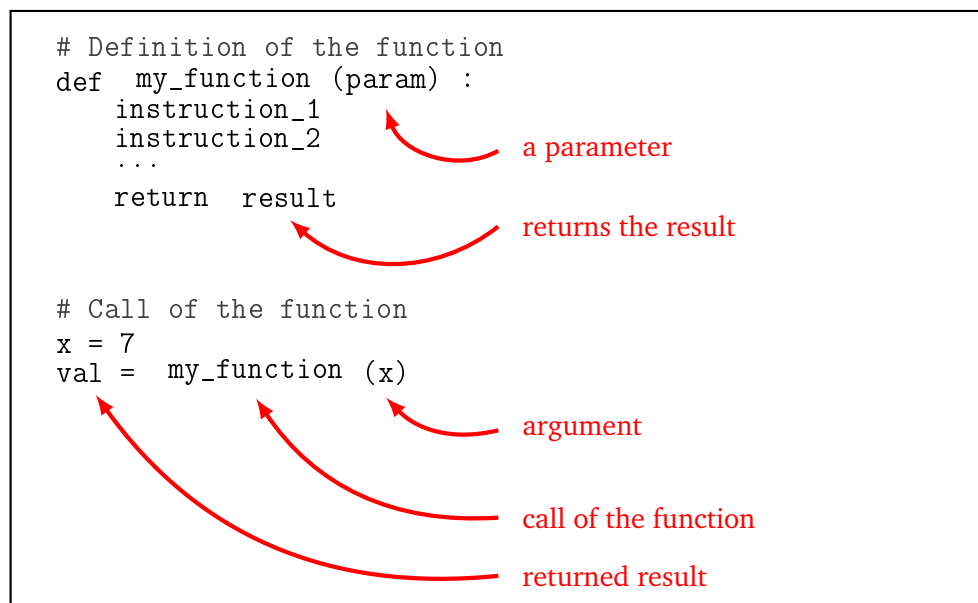 # Definition of the function
def my_function (param) :
    instruction_1
    instruction_2
    ...
a parameter
    return result
returns the result
# Call of the function
x = 7
val = my_function (x)
argument
call of the function
returned result